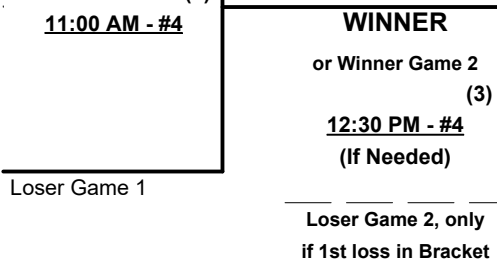 11:00 AM - #4
Loser Game 1
WINNER
or Winner Game 2
(3)
12:30 PM - #4
(If Needed)
Loser Game 2, only
if 1st loss in Bracket